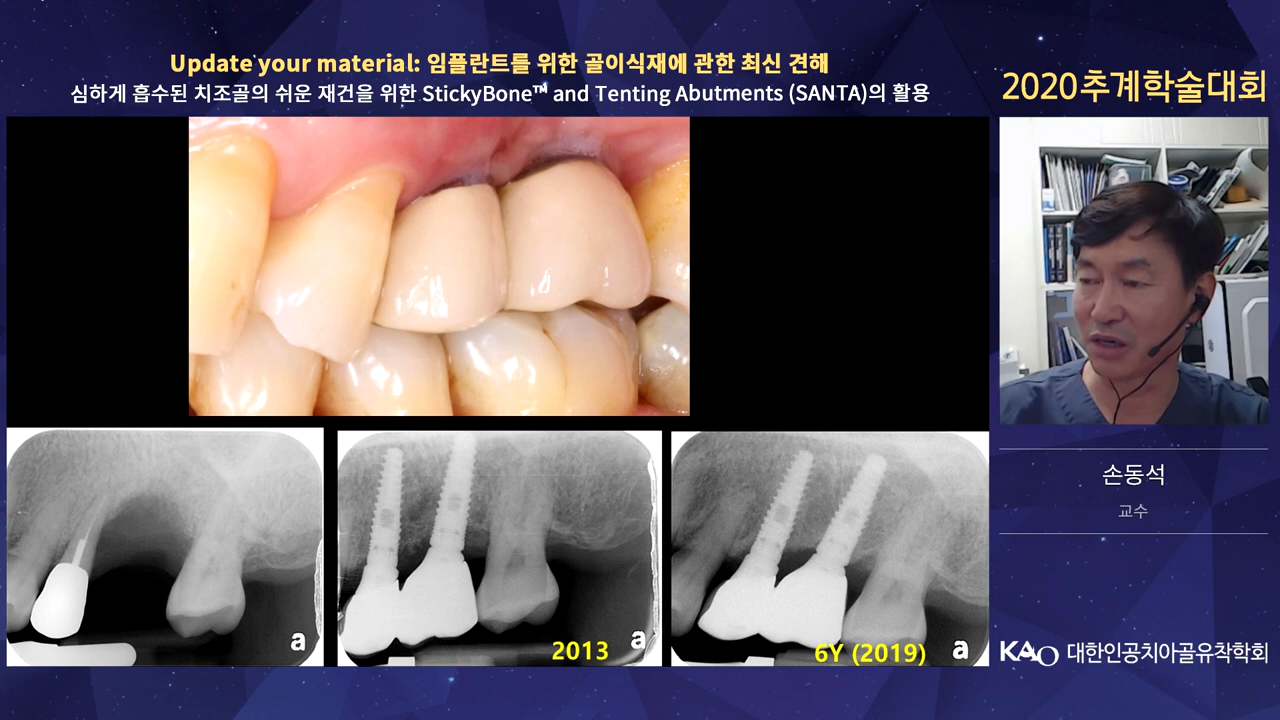 Update your material: 임플란트를 위한 골이식재에 관한 최신 견해
심하게 흡수된 치조골의 쉬운 재건을 위한 StickyBone™ and Tenting Abutments (SANTA)의 활용
2020추계학술대회
손동석
교수
a
2013
a
6Y (2019)
a
KAO 대한인공치아골유착학회